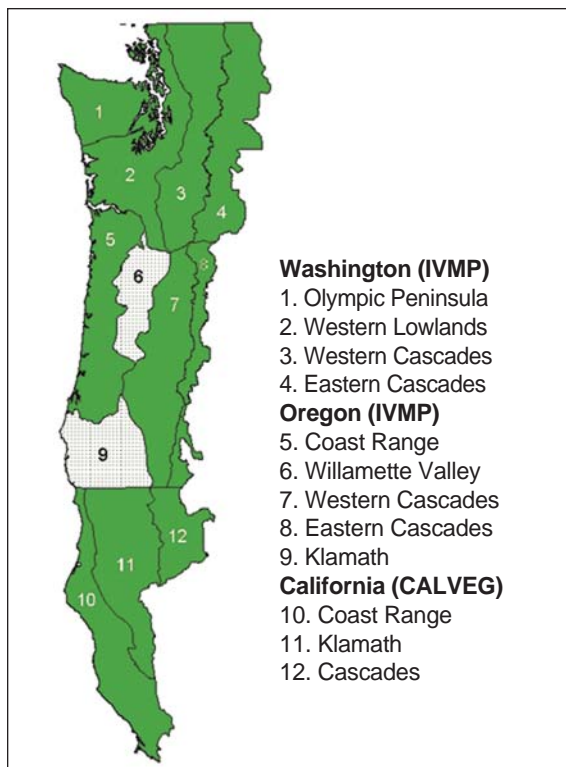 1
2
3
4
5
6
7
8
9
10
11
12
Washington (IVMP)
1. Olympic Peninsula
2. Western Lowlands
3. Western Cascades
4. Eastern Cascades
Oregon (IVMP)
5. Coast Range
6. Willamette Valley
7. Western Cascades
8. Eastern Cascades
9. Klamath
California (CALVEG)
10. Coast Range
11. Klamath
12. Cascades